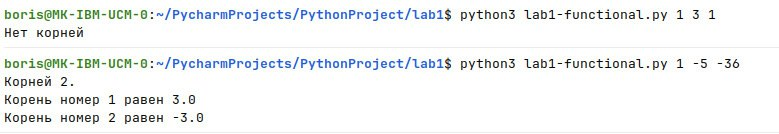 boris@MK-IBM-UCM-0:~/PycharmProjects/PythonProject/lab1$ python3 lab1-functional.py 1 3 1
Нет корней
boris@MK-IBM-UCM-0:~/PycharmProjects/PythonProject/lab1$ python3 lab1-functional.py 1 -5 -36
Корней 2.
Корень номер 1 равен 3.0
Корень номер 2 равен -3.0